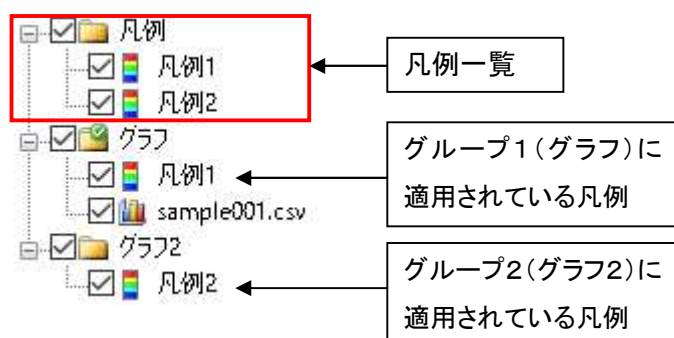 凡例
凡例1
凡例2
グラフ
凡例1
sample001.csv
グラフ2
凡例2
凡例一覧
グループ1(グラフ)に
適用されている凡例
グループ2(グラフ2)に
適用されている凡例